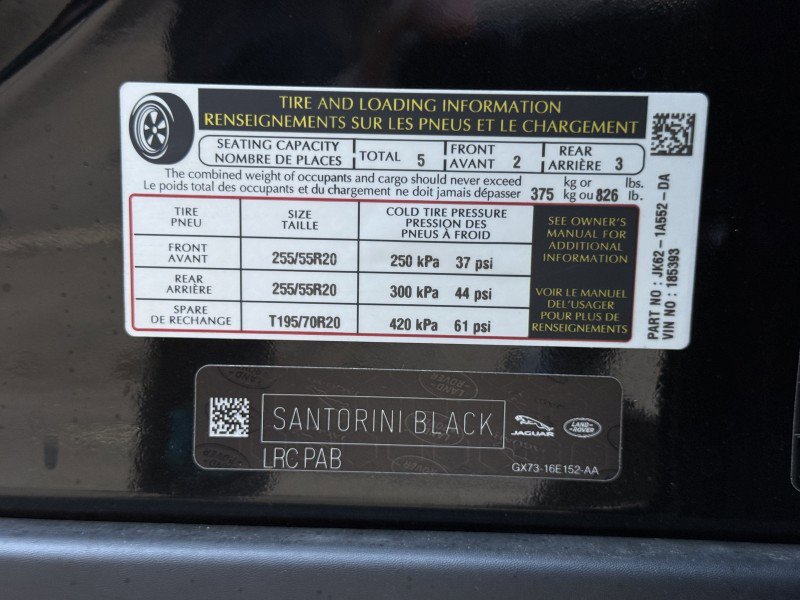 TIRE AND LOADING INFORMATION
RENSEIGNEMENTS SUR LES PNEUS ET LE CHARGEMENT
SEATING CAPACITY
NOMBRE DE PLACES
TOTAL 5
FRONT
AVANT 2
REAR
ARRIÈRE 3
The combined weight of occupants and cargo should never exceed
Le poids total des occupants et du chargement ne doit jamais dépasser
375 kg or
kg ou 826 lbs.
lb.
TIRE
PNEU
SIZE
TAILLE
COLD TIRE PRESSURE
PRESSION DES
PNEUS À FROID
FRONT
AVANT
255/55R20
250 kPa 37 psi
REAR
ARRIÈRE
255/55R20
300 kPa 44 psi
SPARE
DE RECHANGE
T195/70R20
420 kPa 61 psi
SEE OWNER'S
MANUAL FOR
ADDITIONAL
INFORMATION
VOIR LE MANUEL
DEL'USAGER
POUR PLUS DE
RENSEIGNEMENTS
PART NO : JK62-1A552-DA
VIN NO : 185393
SANTORINI BLACK
JAGUAR
LAND-
ROVER
LRC PAB
GX73-16E152-AA